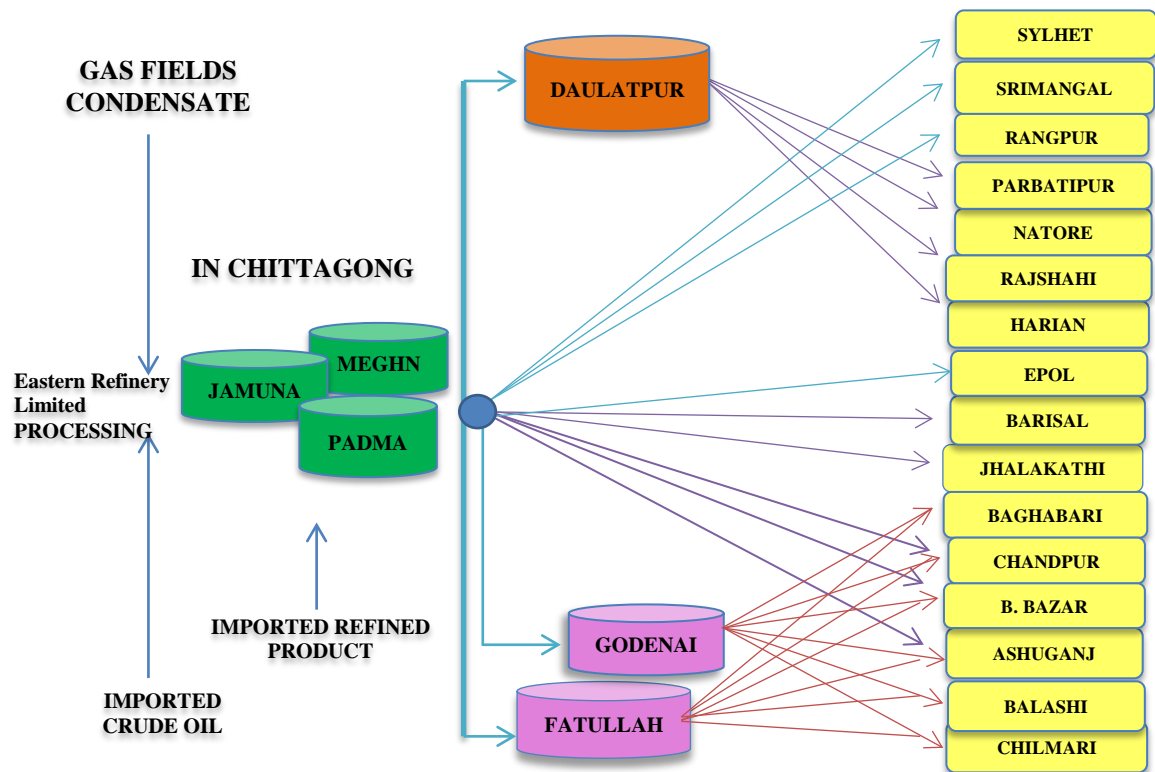 GAS FIELDS
CONDENSATE
IN CHITTAGONG
JAMUNA
MEGHN
PADMA
Eastern Refinery
Limited
PROCESSING
IMPORTED REFINED
PRODUCT
IMPORTED
CRUDE OIL
DAULATPUR
GODENAI
FATULLAH
SYLHET
SRIMANGAL
RANGPUR
PARBATIPUR
NATORE
RAJSHAHI
HARIAN
EPOL
BARISAL
JHALAKATHI
BAGHABARI
CHANDPUR
B. BAZAR
ASHUGANJ
BALASHI
CHILMARI